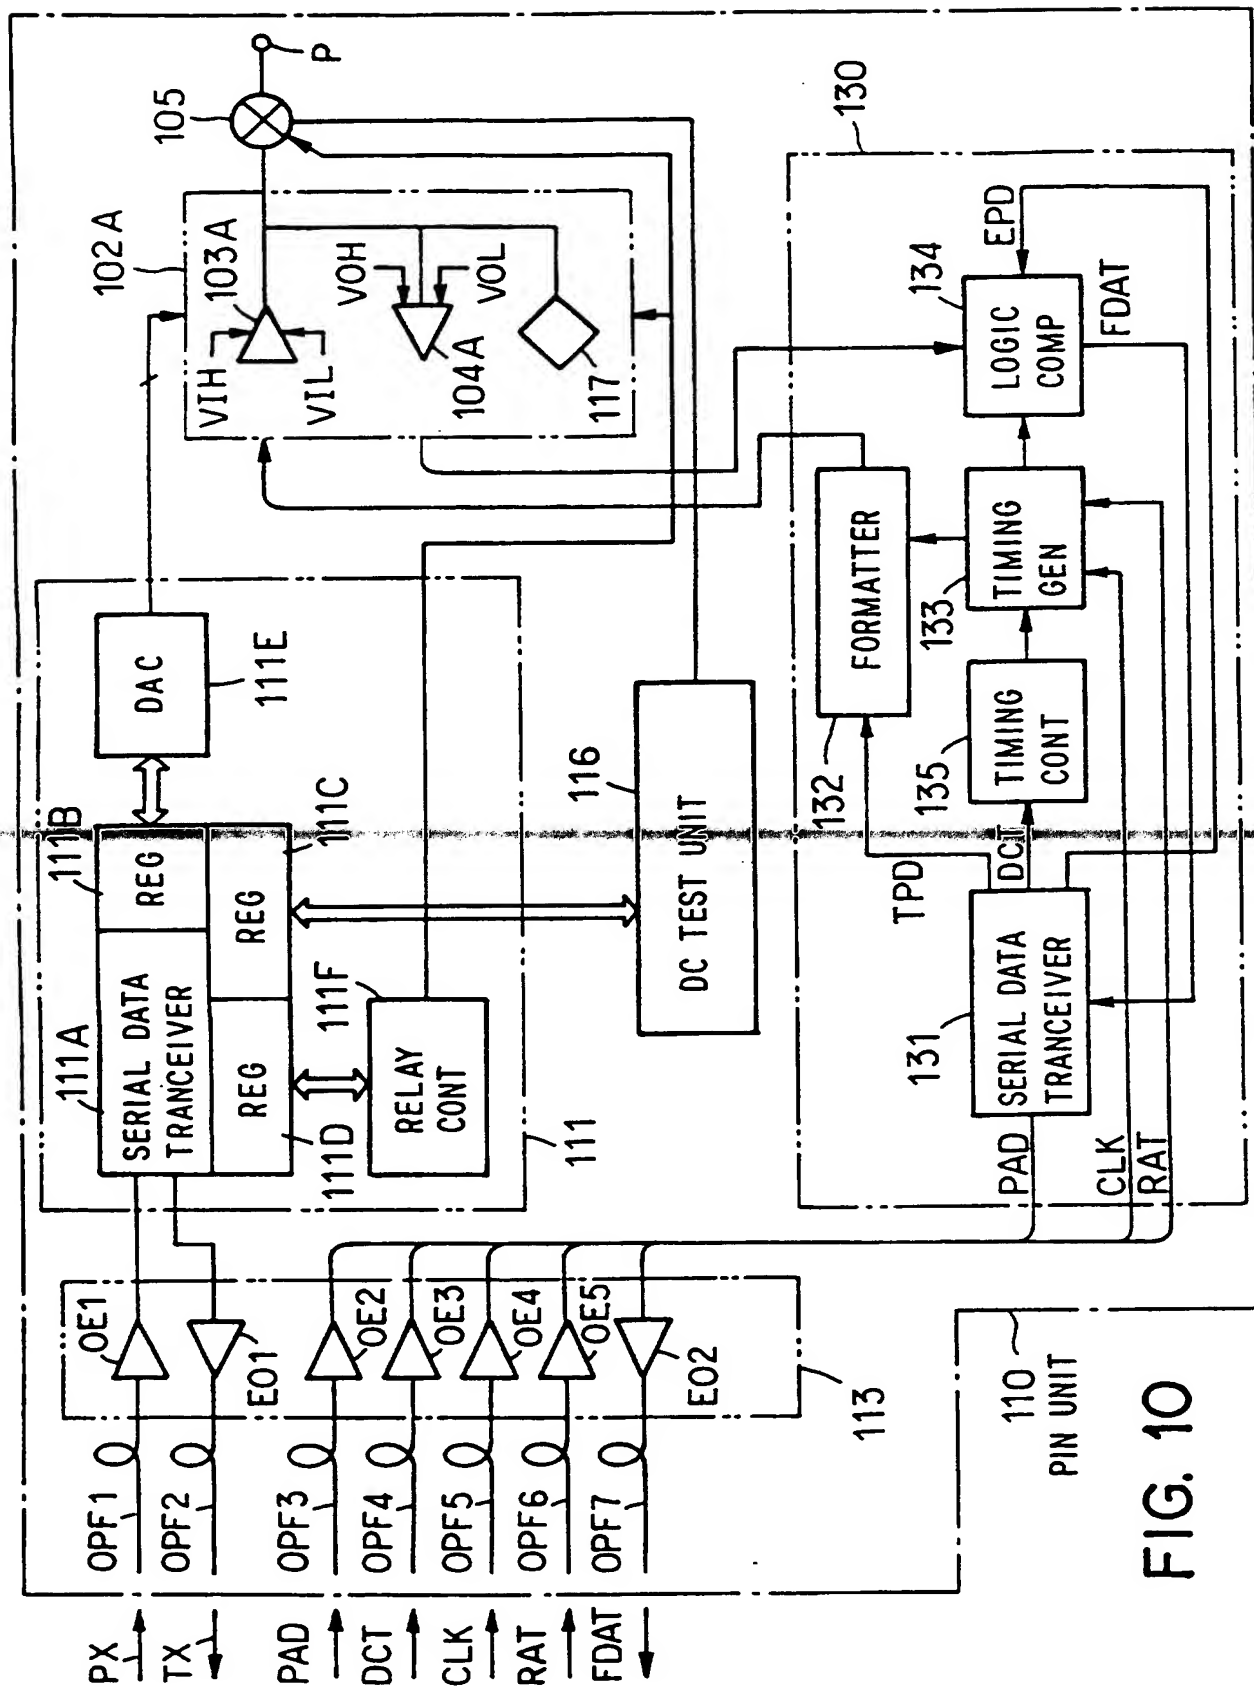 PX
TX
PAD
DCT
CLK
RAT
FDAT
OPF1
OPF2
OPF3
OPF4
OPF5
OPF6
OPF7
OE1
EO1
OE2
OE3
OE4
OE5
EO2
113
111A
SERIAL DATA
TRANCEIVER
111B
REG
REG
111C
REG
111D
DAC
111E
111F
RELAY
CONT
111
116
DC TEST UNIT
102A
VIH
103A
VIL
VOH
VOL
104A
117
105
P
130
PAD
CLK
RAT
131
SERIAL DATA
TRANCEIVER
TPD
DCT
132
FORMATTER
135
TIMING
CONT
133
TIMING
GEN
134
LOGIC
COMP
EPD
FDAT
110
PIN UNIT
FIG. 10